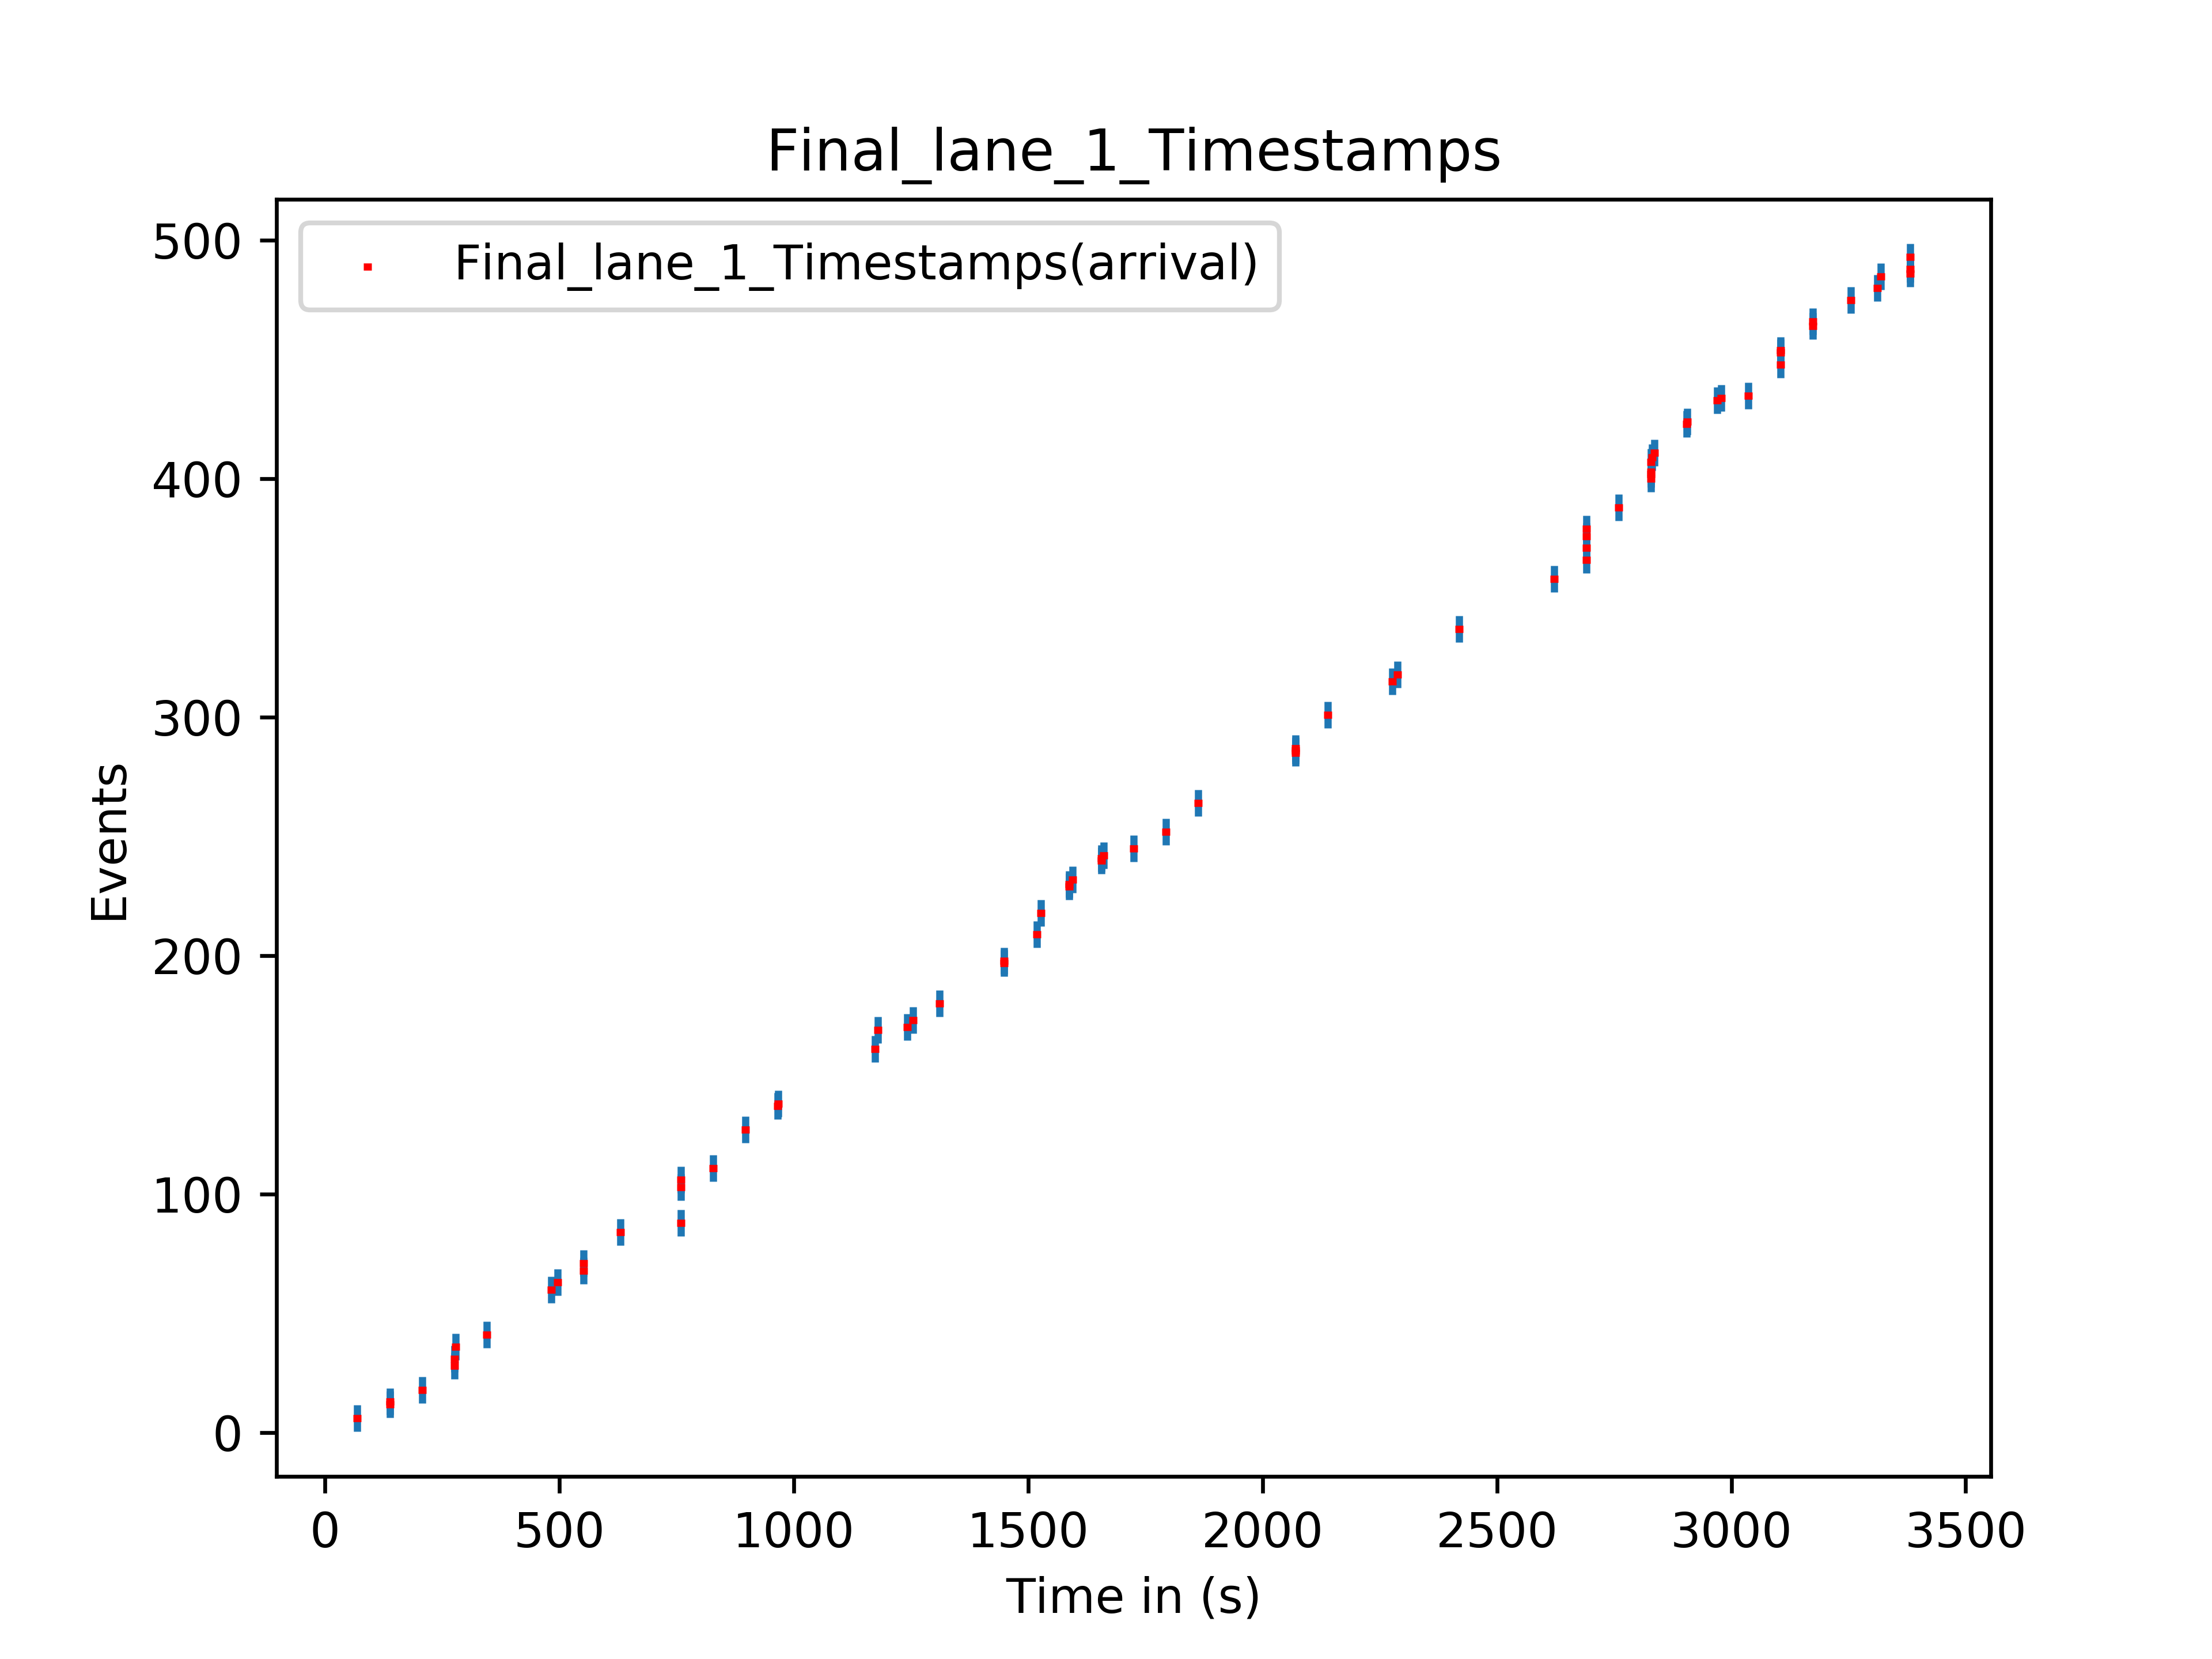 Final_lane_1_Timestamps
Final_lane_1_Timestamps(arrival)
500
400
300
200
100
0
Events
0 500 1000 1500 2000 2500 3000 3500
Time in (s)